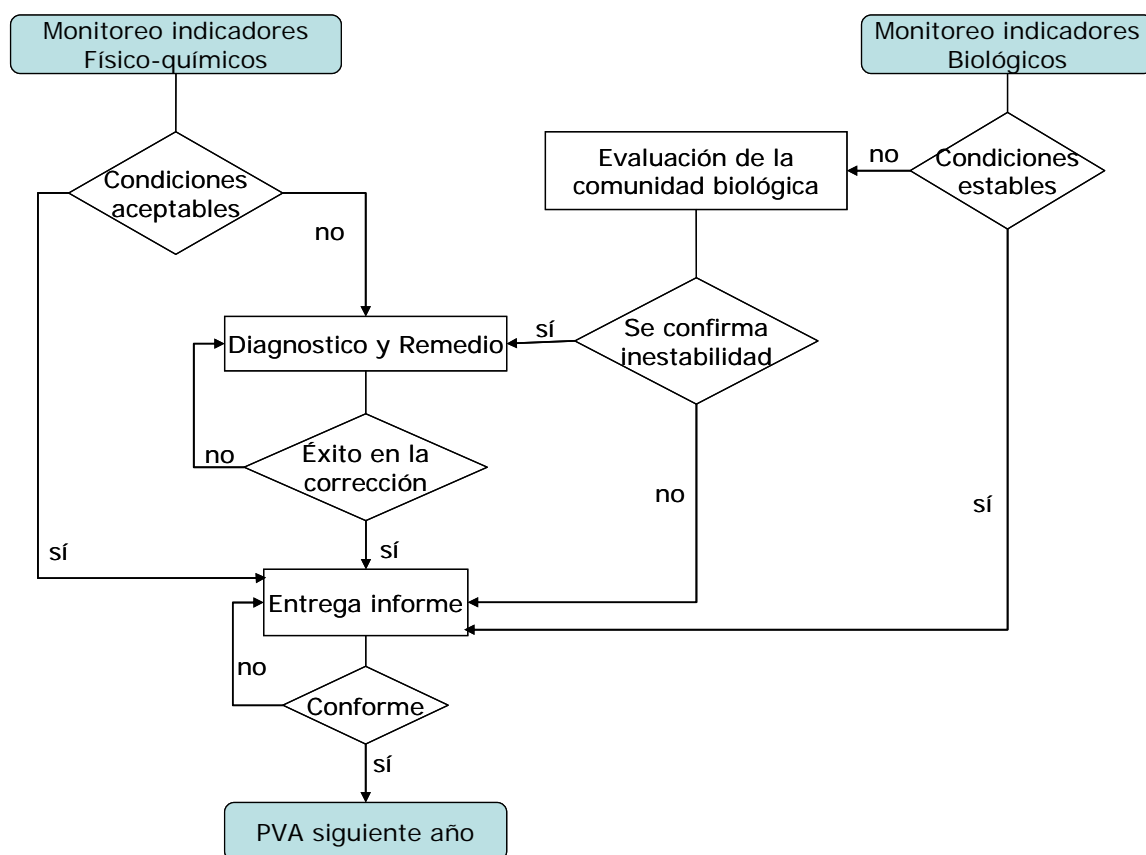 Monitoreo indicadores
Físico-químicos
Monitoreo indicadores
Biológicos
Condiciones
aceptables
Evaluación de la
comunidad biológica
no
Condiciones
estables
no
Diagnostico y Remedio
sí
Se confirma
inestabilidad
no
Éxito en la
corrección
no
sí
sí
sí
Entrega informe
no
Conforme
sí
PVA siguiente año